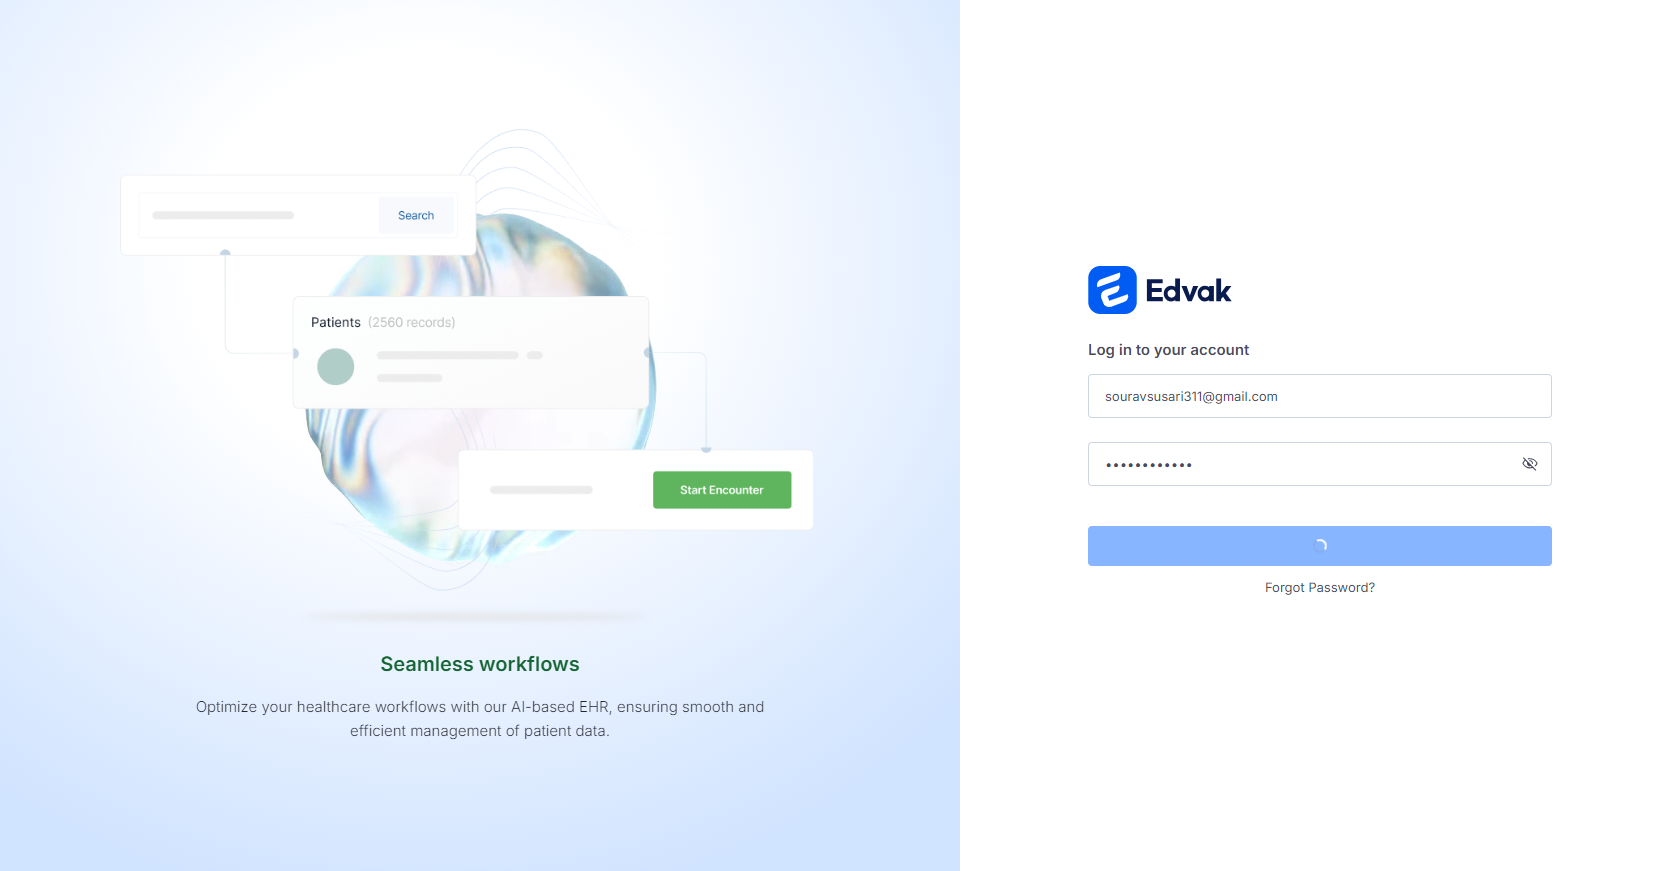 Search
Patients (2560 records)
Start Encounter
Seamless workflows
Optimize your healthcare workflows with our AI-based EHR, ensuring smooth and
efficient management of patient data.
Edvak
Log in to your account
souravsusari311@gmail.com
••••••••••••
Forgot Password?